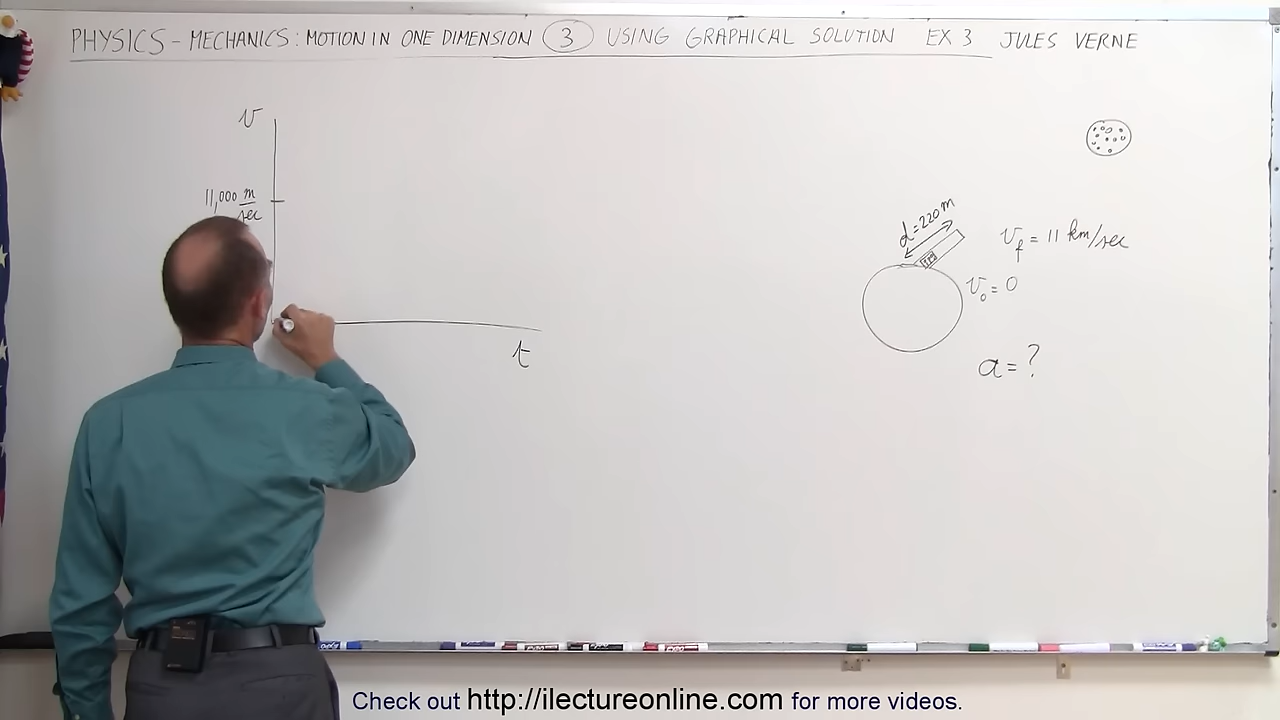 PHYSICS - MECHANICS: MOTION IN ONE DIMENSION 3 USING GRAPHICAL SOLUTION EX 3 JULES VERNE
v
11,000 m/sec
t
d = 220 m
v_f = 11 km/sec
v_0 = 0
a = ?
Check out http://ilectureonline.com for more videos.